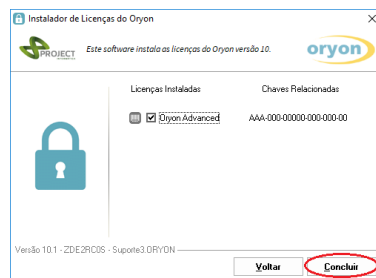 Instalador de Licenças do Oryon
PROJECT
Este software instala as licenças do Oryon versão 10.
oryon
Licenças Instaladas
Chaves Relacionadas
Oryon Advanced
AAA-000-00000-000-000-00
Versão 10.1 - ZDE2RC0S - Suporte3.ORYON
Voltar
Concluir